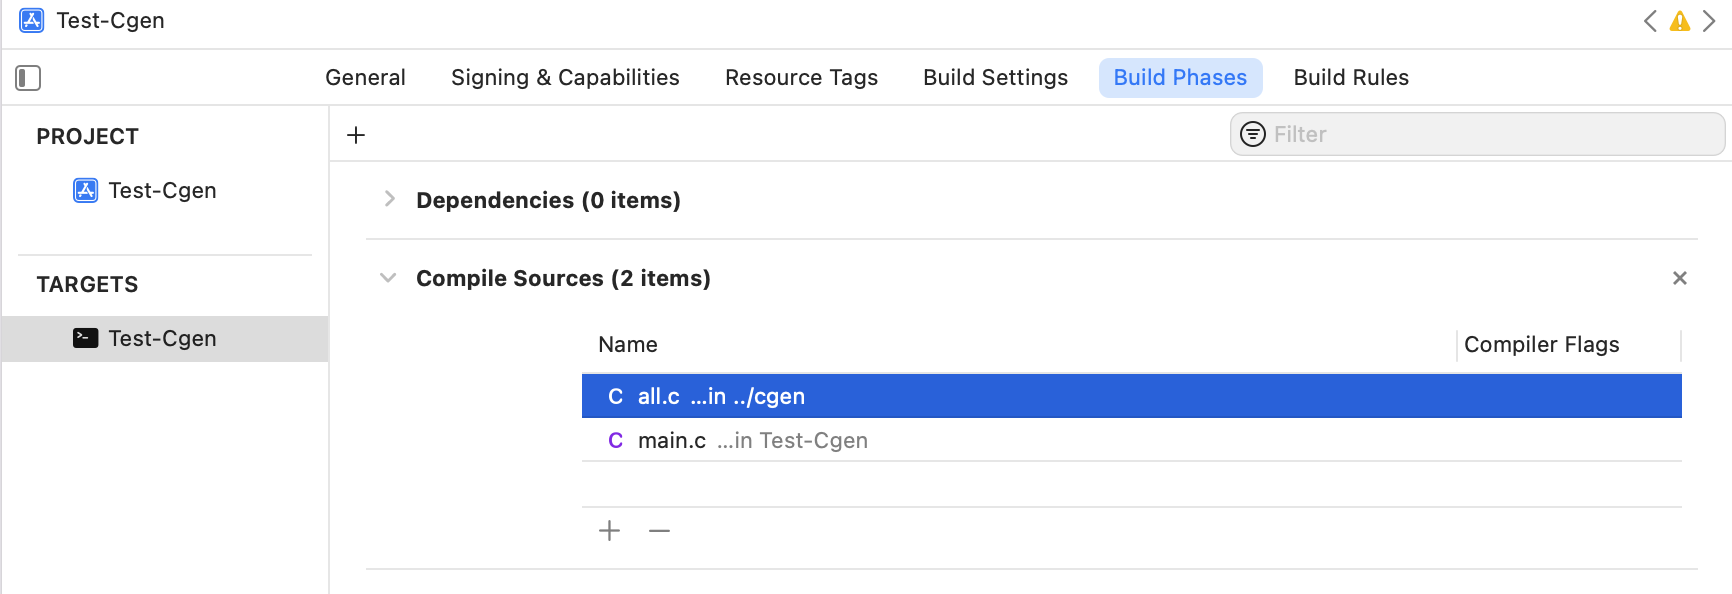 Test-Cgen
General Signing & Capabilities Resource Tags Build Settings Build Phases Build Rules
PROJECT
Test-Cgen
TARGETS
Test-Cgen
Filter
Dependencies (0 items)
Compile Sources (2 items)
Name Compiler Flags
C all.c ...in ../cgen
C main.c ...in Test-Cgen